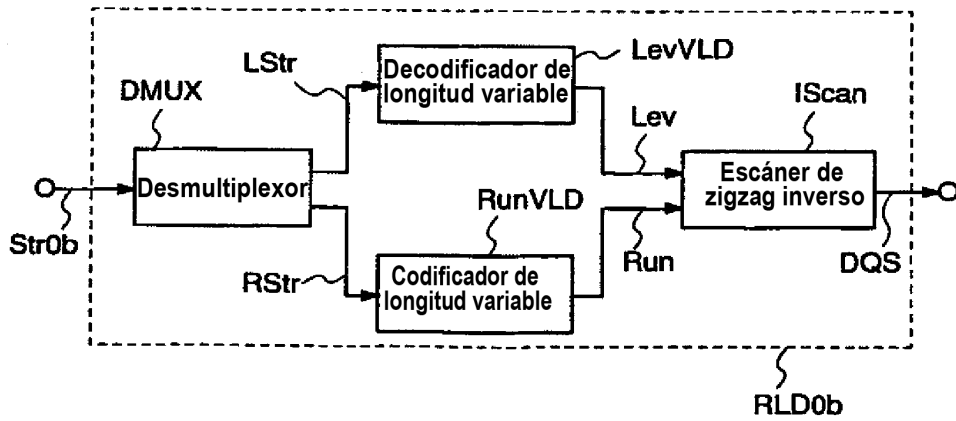 DMUX
LStr
Decodificador de
longitud variable
LevVLD
Lev
IScan
Desmultiplexor
Escáner de
zigzag inverso
Str0b
RStr
RunVLD
Codificador de
longitud variable
Run
DQS
RLD0b